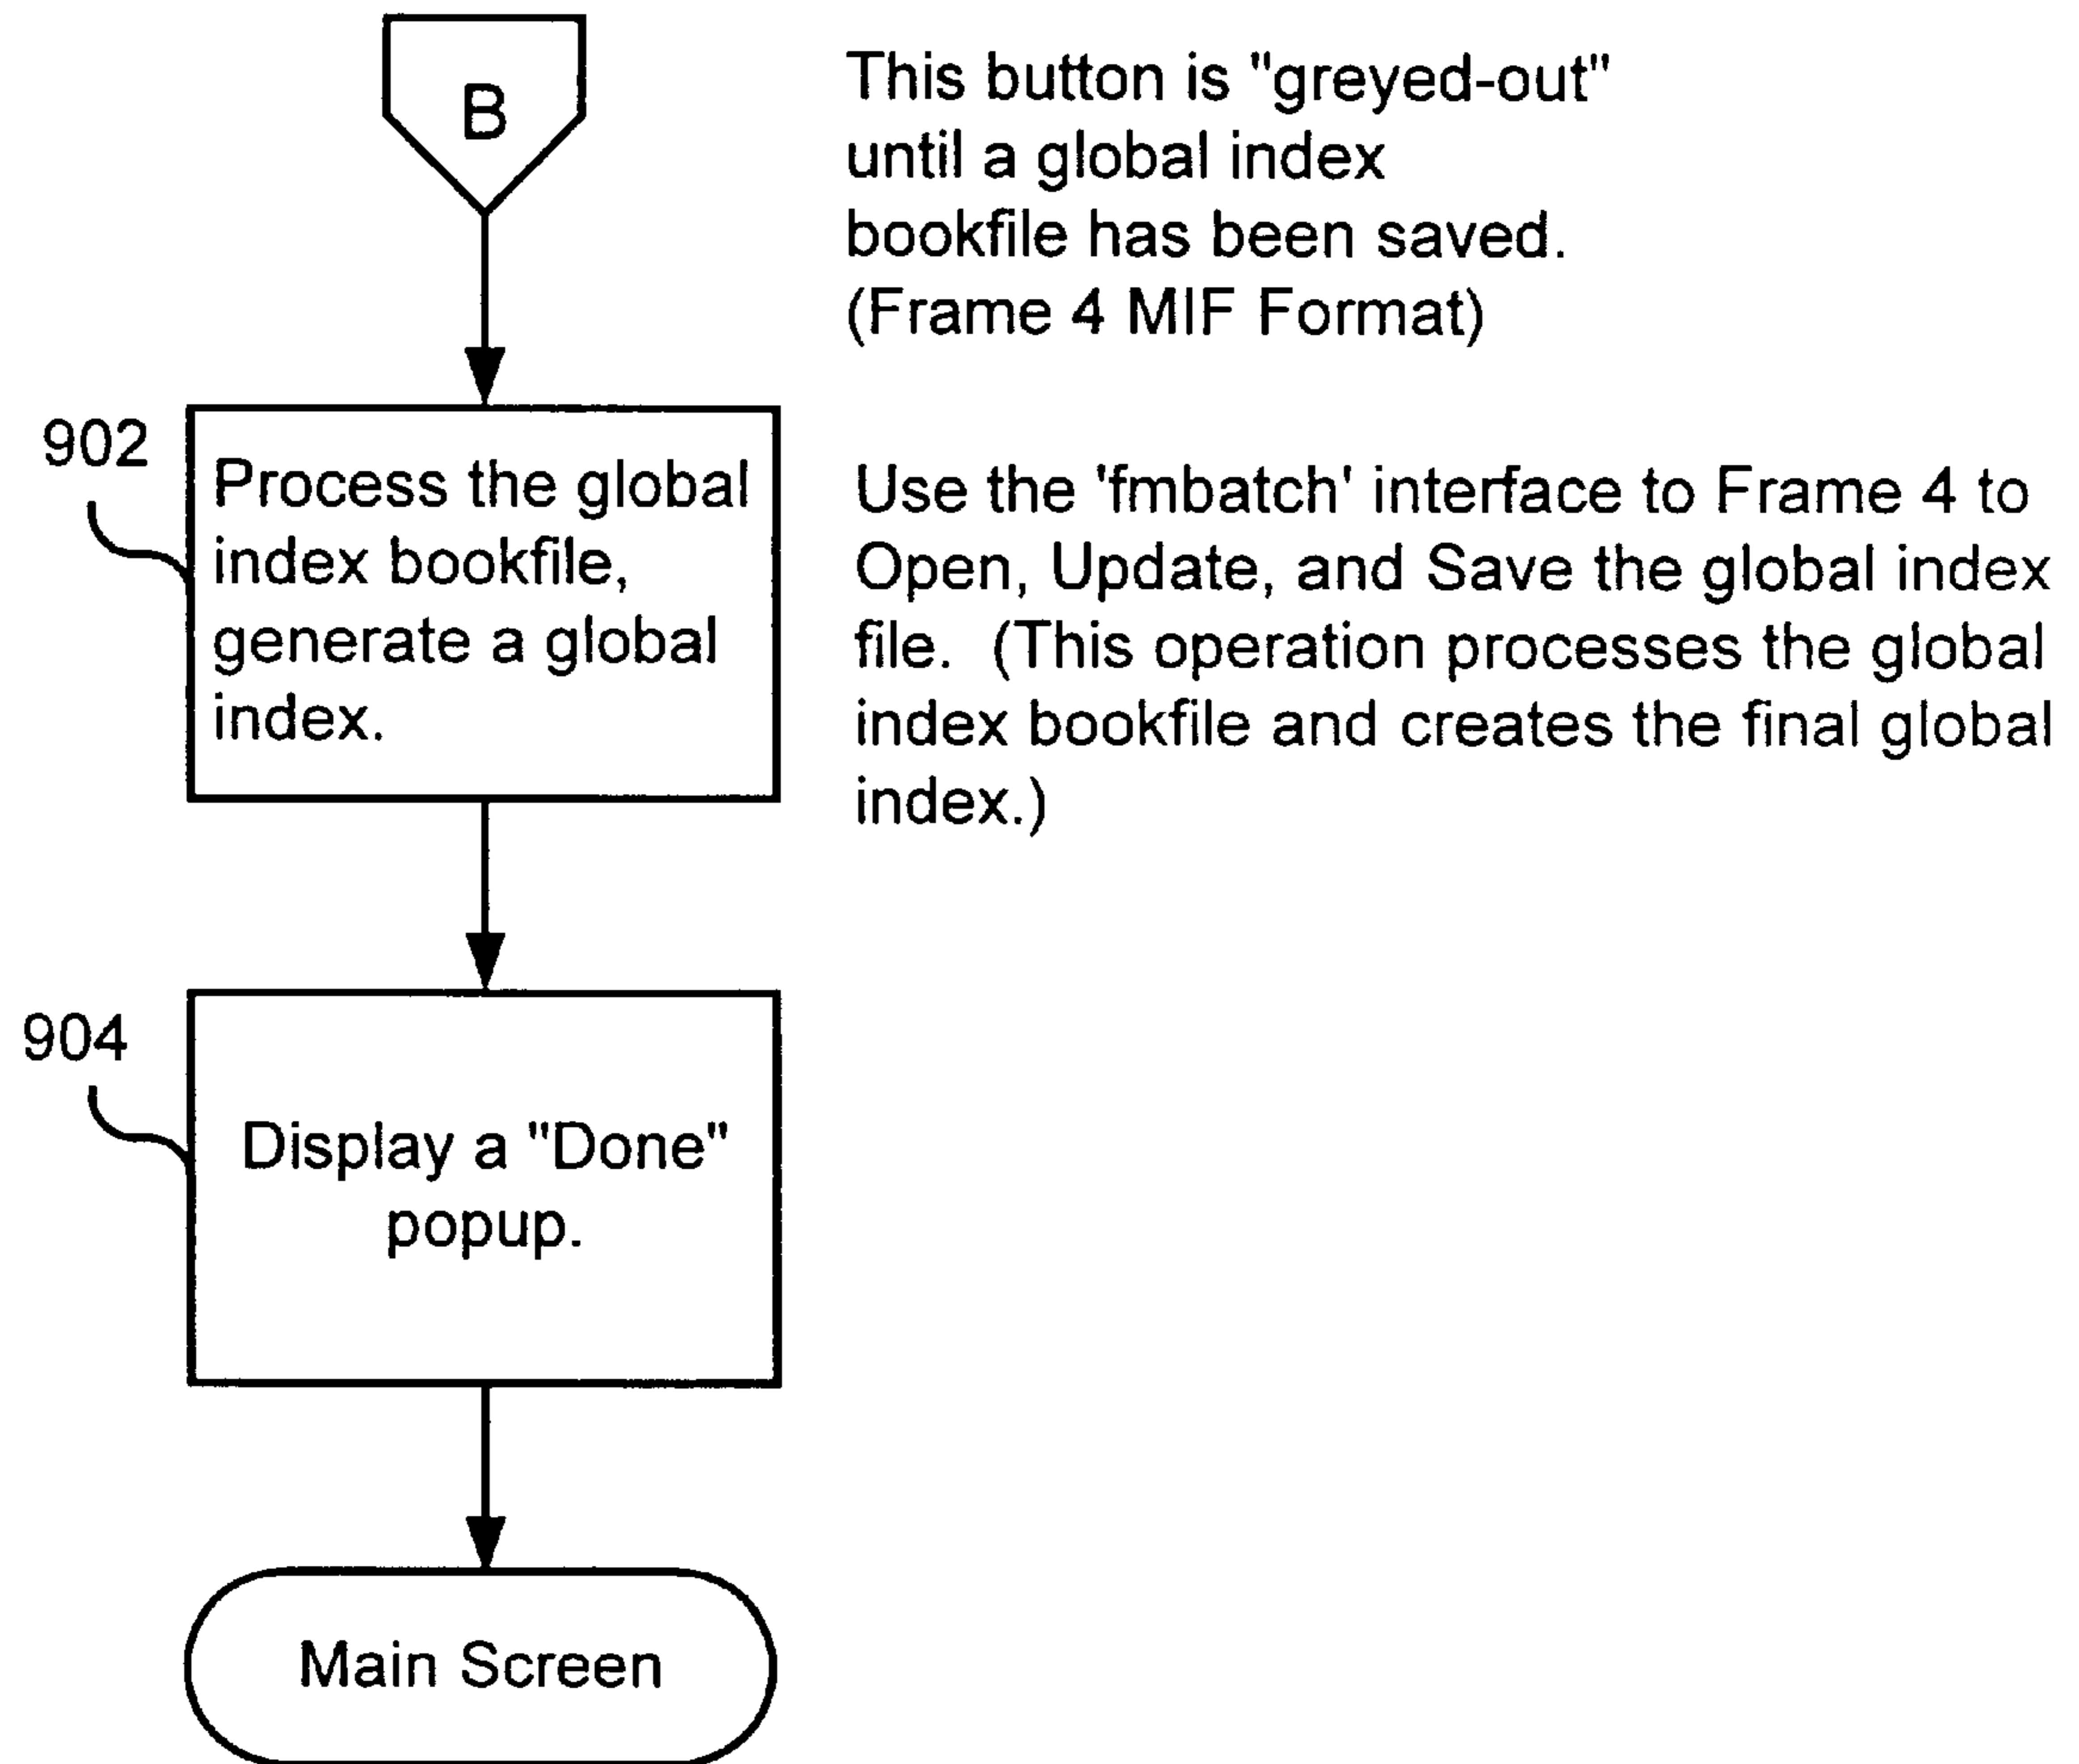 B
This button is "greyed-out"
until a global index
bookfile has been saved.
(Frame 4 MIF Format)
902
Process the global
index bookfile,
generate a global
index.
Use the 'fmbatch' interface to Frame 4 to
Open, Update, and Save the global index
file.  (This operation processes the global
index bookfile and creates the final global
index.)
904
Display a "Done"
popup.
Main Screen